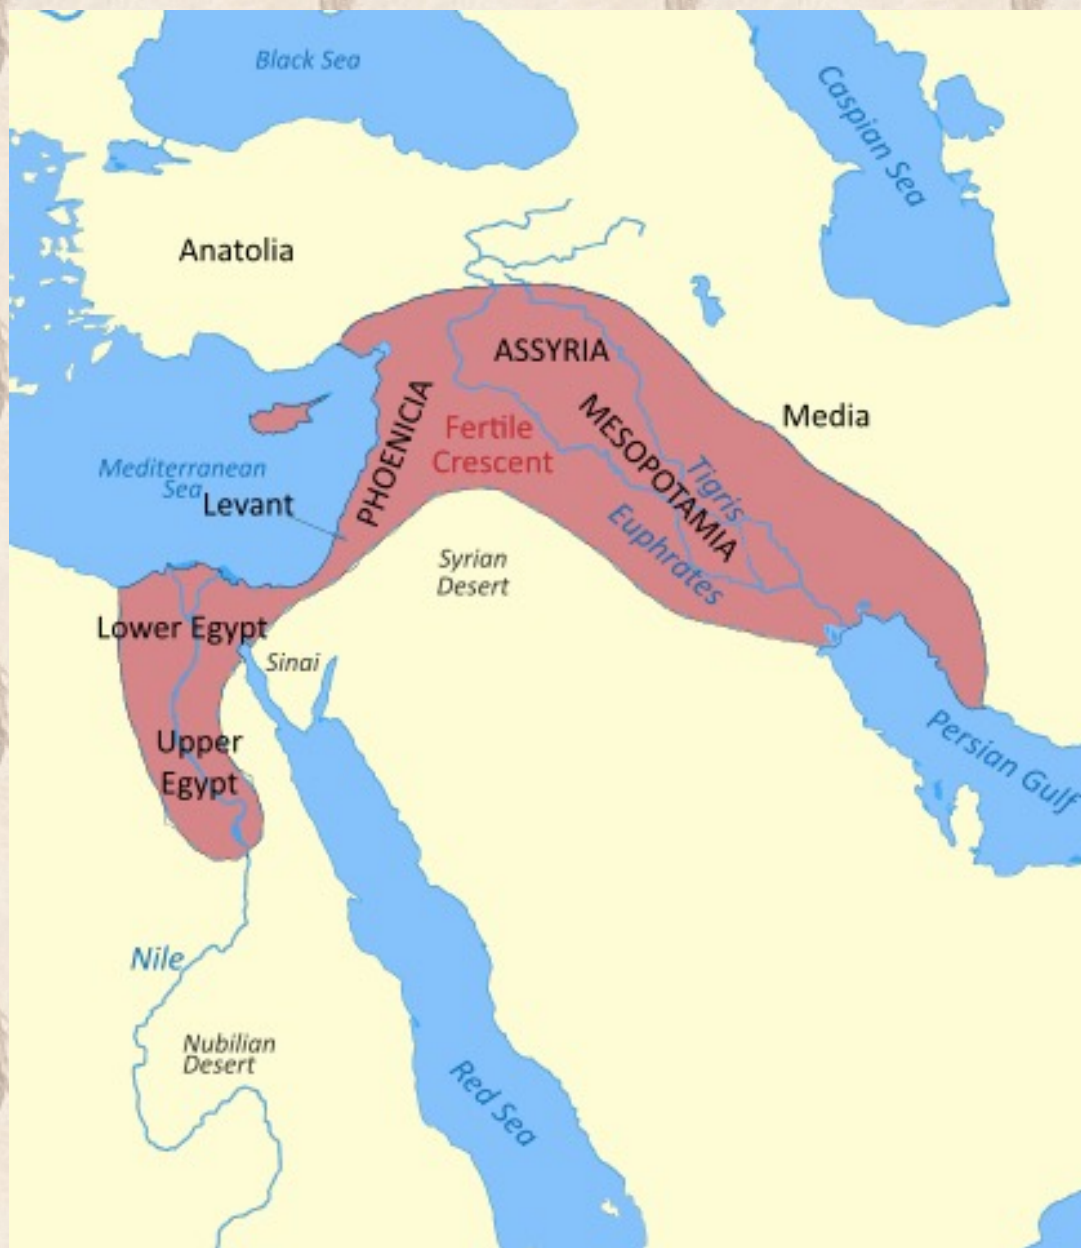 Black Sea
Caspian Sea
Anatolia
ASSYRIA
PHOENICIA
MESOPOTAMIA
Media
Fertile
Crescent
Mediterranean
Sea
Levant
Tigris
Euphrates
Syrian
Desert
Lower Egypt
Sinai
Upper
Egypt
Persian Gulf
Nile
Nubilian
Desert
Red Sea